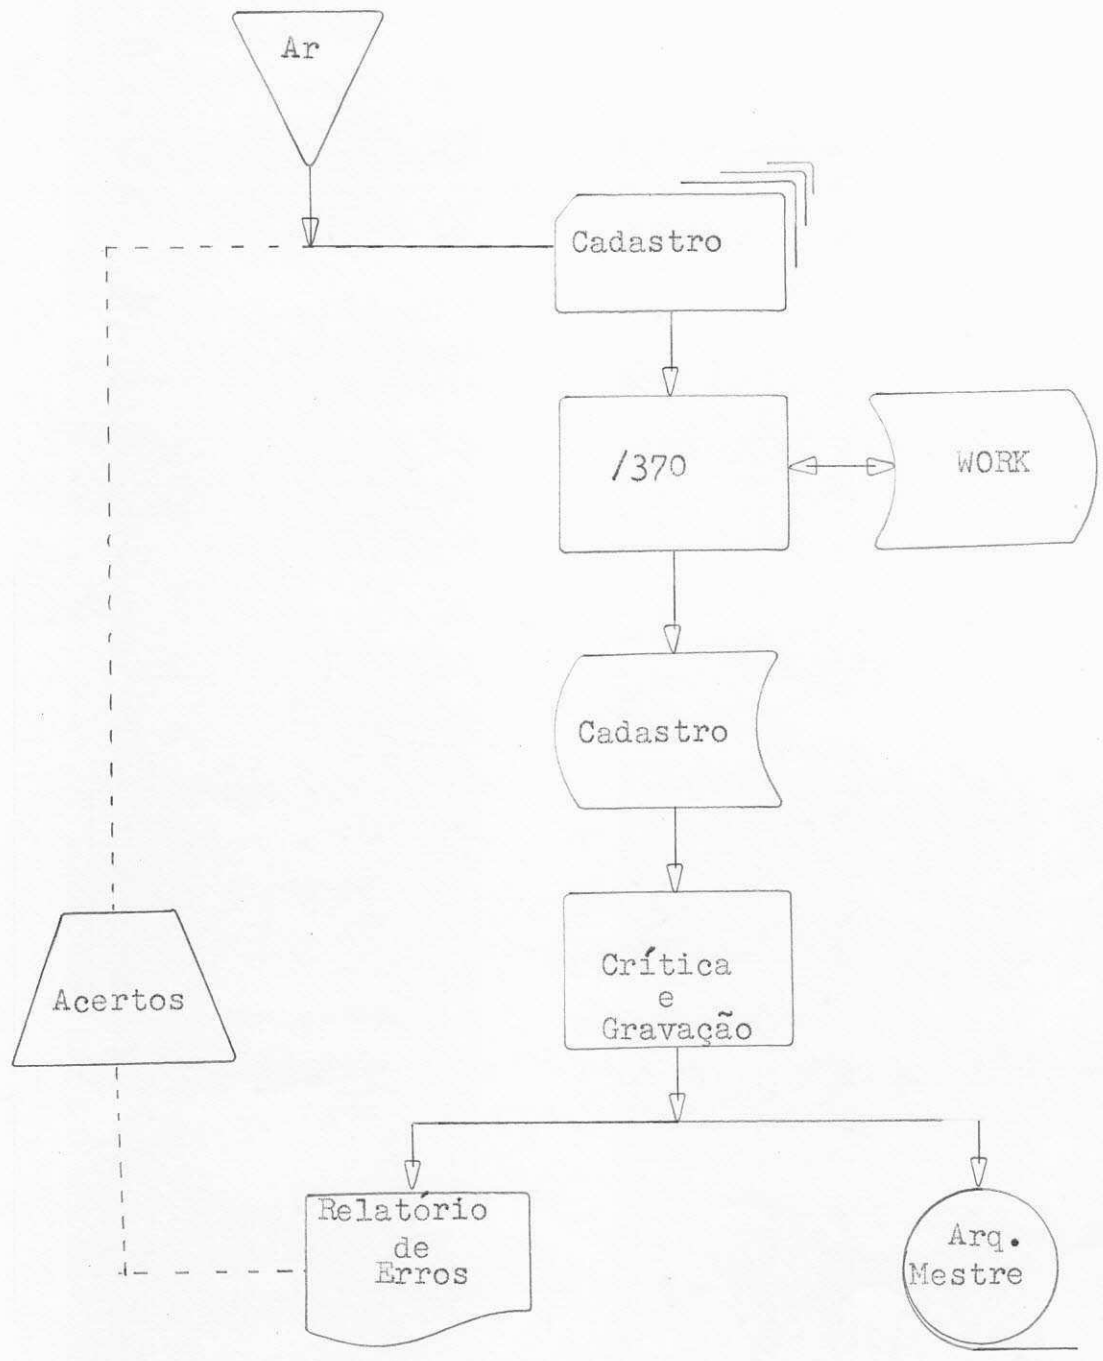 Ar
Cadastro
/370
WORK
Cadastro
Crítica
e
Gravação
Acertos
Relatório
de
Erros
Arq.
Mestre